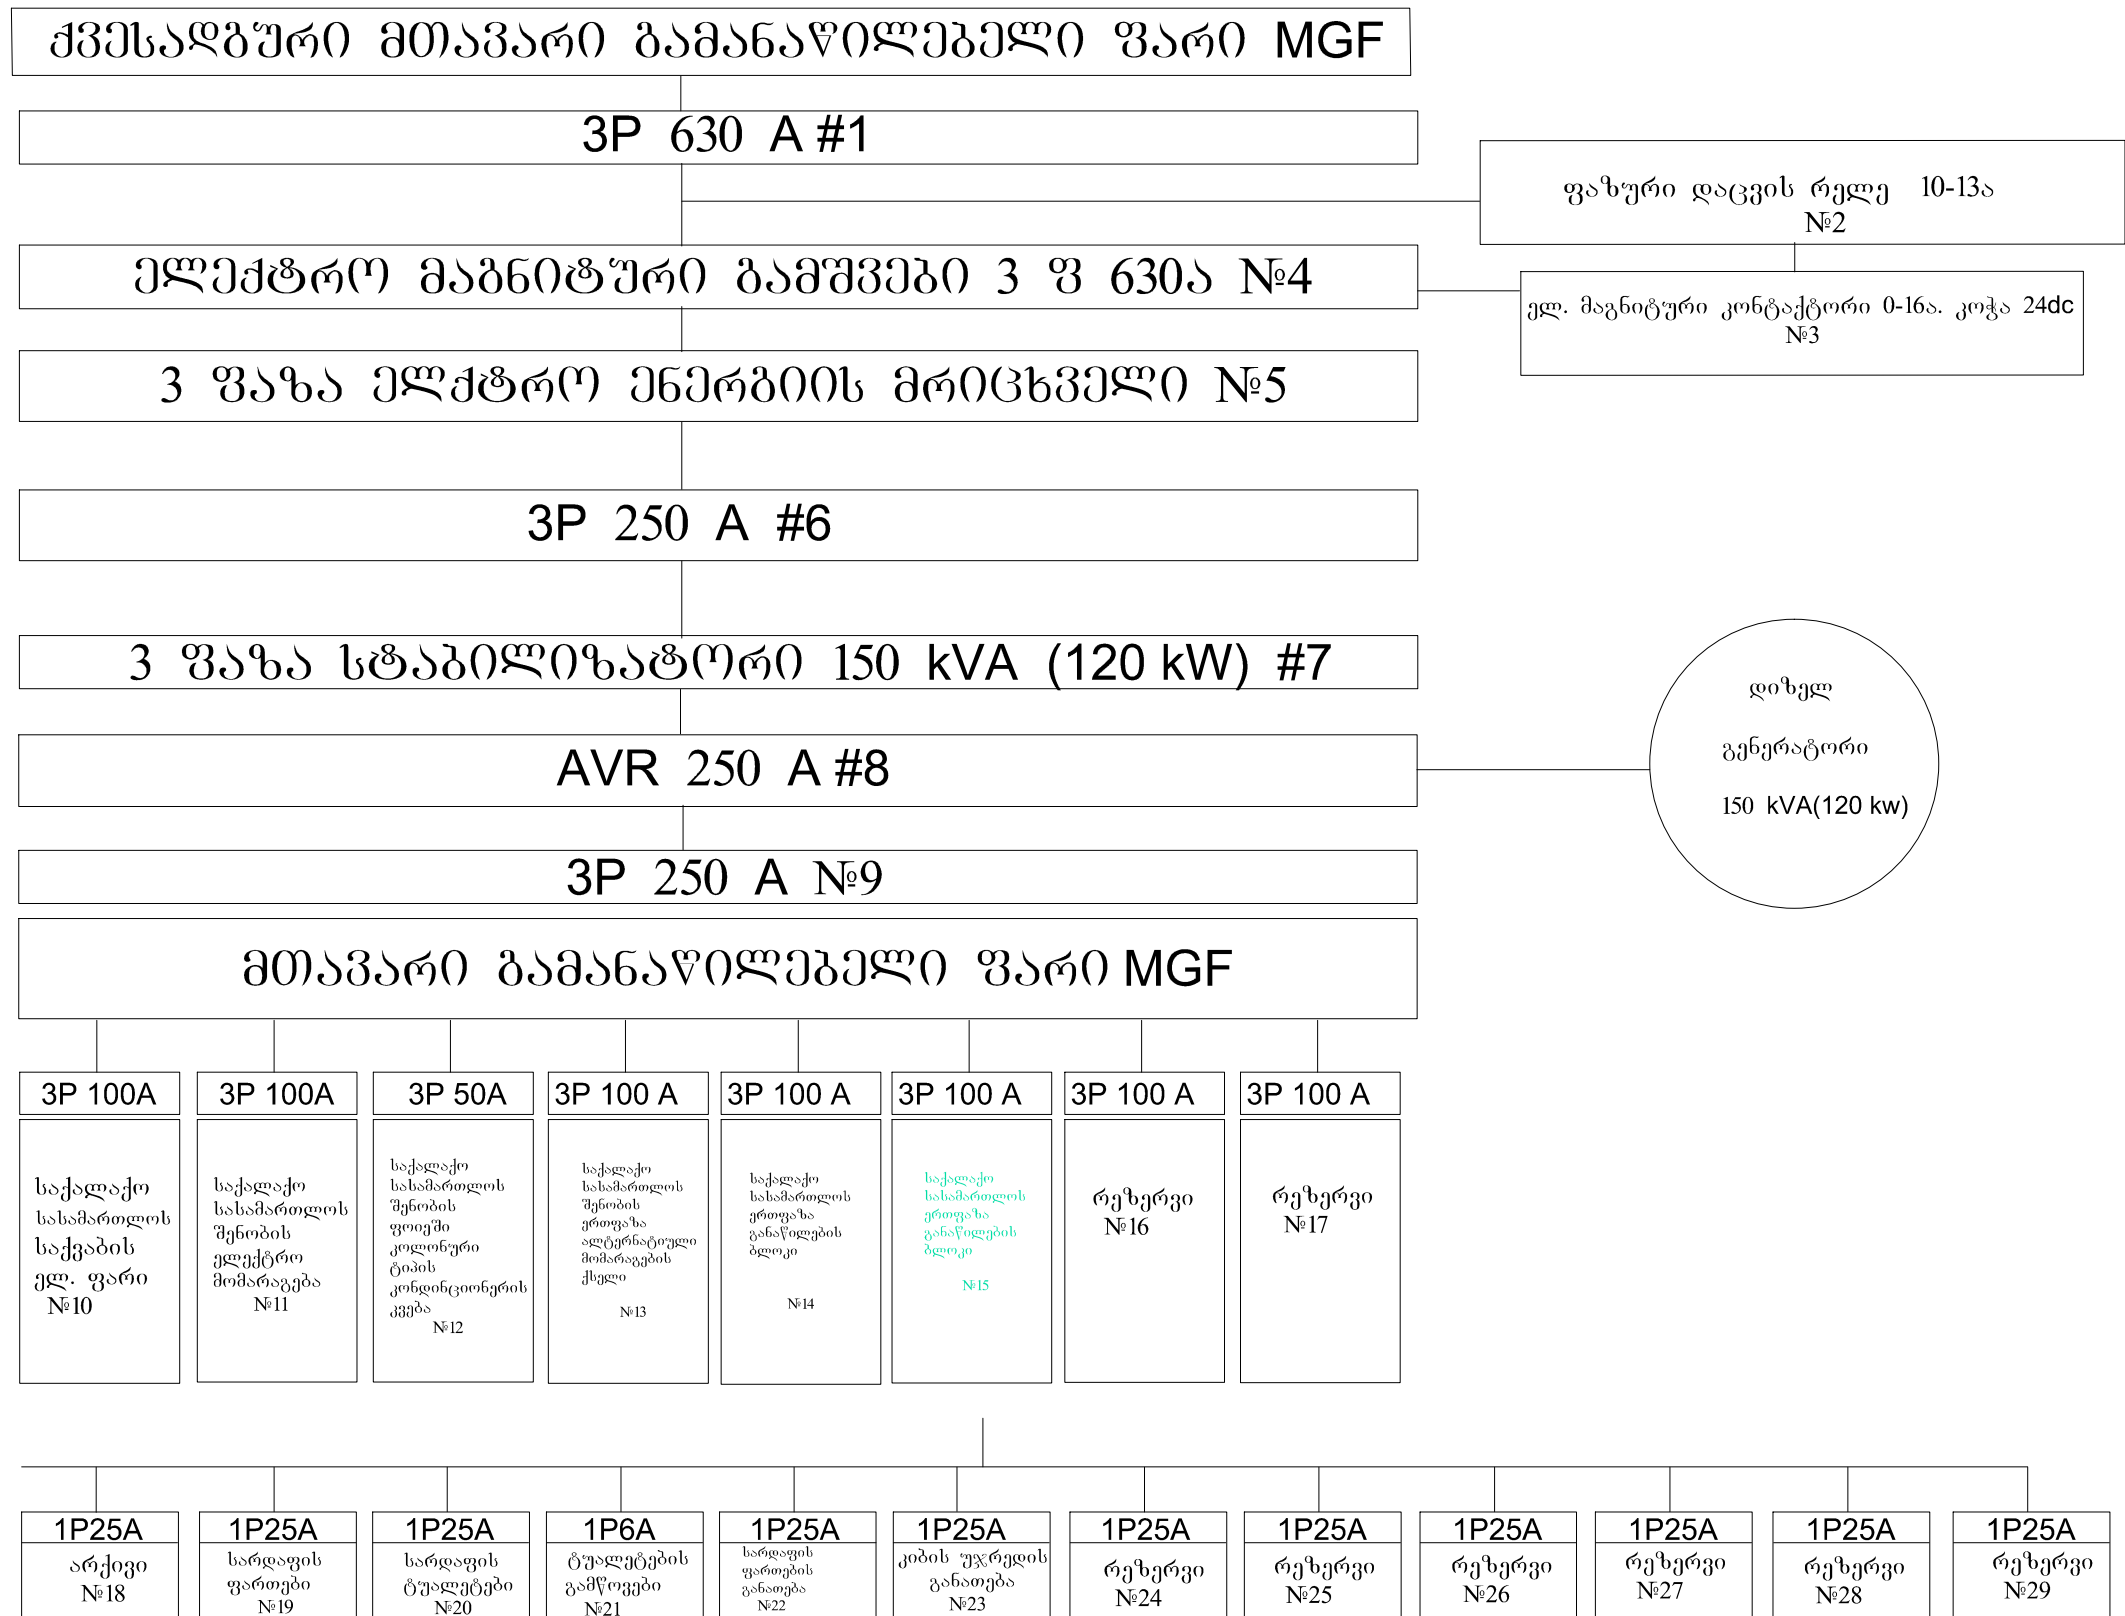 ქვესადგური მთავარი გამანაწილებელი ფარი MGF
3P 630 A #1
ფაზური დაცვის რელე 10-13ა
№2
ელექტრო მაგნიტური გამშვები 3 ფ 630ა №4
ელ. მაგნიტური კონტაქტორი 0-16ა. კოჭა 24dc
№3
3 ფაზა ელქტრო ენერგიის მრიცხველი №5
3P 250 A #6
3 ფაზა სტაბილიზატორი 150 kVA (120 kW) #7
დიზელ
გენერატორი
150 kVA(120 kw)
AVR 250 A #8
3P 250 A №9
მთავარი გამანაწილებელი ფარი MGF
3P 100A
საქალაქო
სასამართლოს
საქვაბის
ელ. ფარი
№10
3P 100A
საქალაქო
სასამართლოს
შენობის
ელექტრო
მომარაგება
№11
3P 50A
საქალაქო
სასამართლოს
შენობის
ფოიეში
კოლონური
ტიპის
კონდინციონერის
კვება
№12
3P 100 A
საქალაქო
სასამართლოს
შენობის
ერთფაზა
ალტერნატიული
მომარაგების
ქსელი
№13
3P 100 A
საქალაქო
სასამართლოს
ერთფაზა
განაწილების
ბლოკი
№14
3P 100 A
საქალაქო
სასამართლოს
ერთფაზა
განაწილების
ბლოკი
№15
3P 100 A
რეზერვი
№16
3P 100 A
რეზერვი
№17
1P25A
არქივი
№18
1P25A
სარდაფის
ფართები
№19
1P25A
სარდაფის
ტუალეტები
№20
1P6A
ტუალეტების
გამწოვები
№21
1P25A
სარდაფის
ფართების
განათება
№22
1P25A
კიბის უჯრედის
განათება
№23
1P25A
რეზერვი
№24
1P25A
რეზერვი
№25
1P25A
რეზერვი
№26
1P25A
რეზერვი
№27
1P25A
რეზერვი
№28
1P25A
რეზერვი
№29